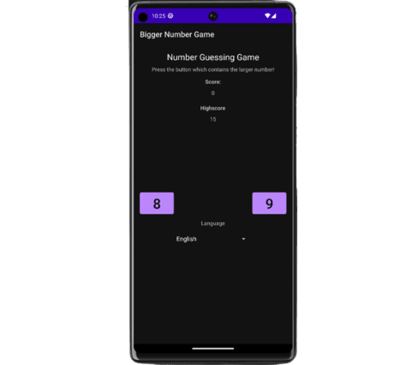 10:25
Bigger Number Game
Number Guessing Game
Press the button which contains the larger number!
Score:
0
Highscore
15
8 9
Language
English